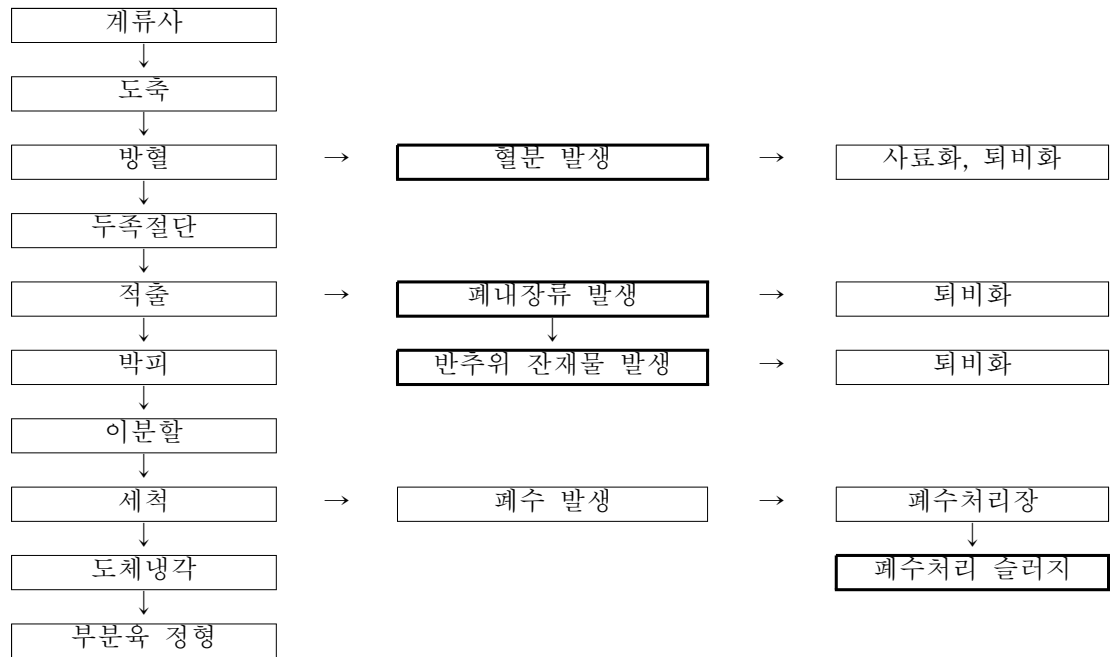 계류사
↓
도축
↓
방혈 → 혈분 발생 → 사료화, 퇴비화
↓
두족절단
↓
적출 → 폐내장류 발생 → 퇴비화
↓ ↓
박피 반추위 잔재물 발생 → 퇴비화
↓
이분할
↓
세척 → 폐수 발생 → 폐수처리장
↓ ↓
도체냉각 폐수처리 슬러지
↓
부분육 정형